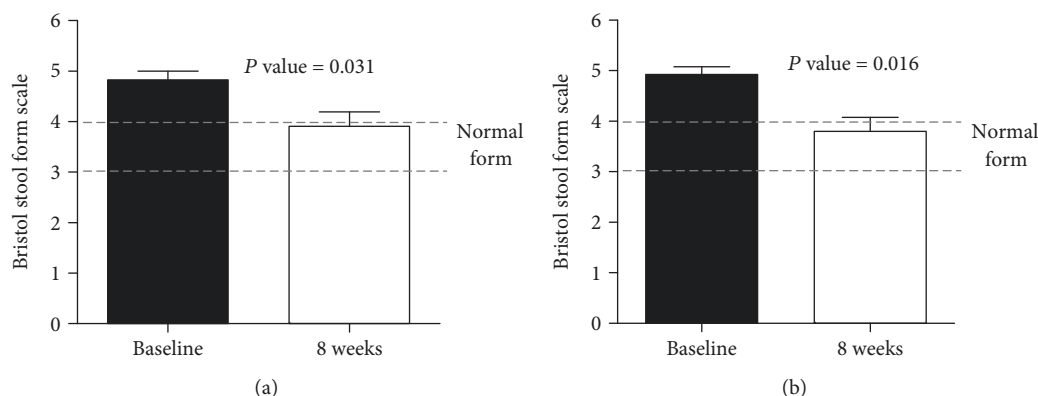 Bristol stool form scale
6
5
4
3
2
1
0
P value = 0.031
Normal
form
Baseline
8 weeks
(a)
Bristol stool form scale
6
5
4
3
2
1
0
P value = 0.016
Normal
form
Baseline
8 weeks
(b)